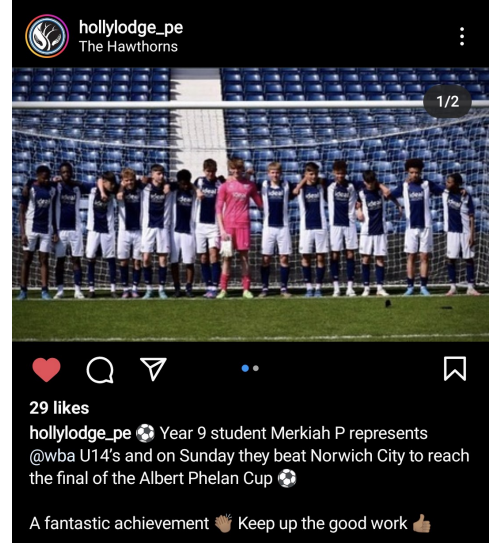 hollylodge_pe
The Hawthorns
1/2
29 likes
hollylodge_pe ⚽ Year 9 student Merkiah P represents
@wba U14's and on Sunday they beat Norwich City to reach
the final of the Albert Phelan Cup ⚽
A fantastic achievement 👏🏽 Keep up the good work 👍🏽